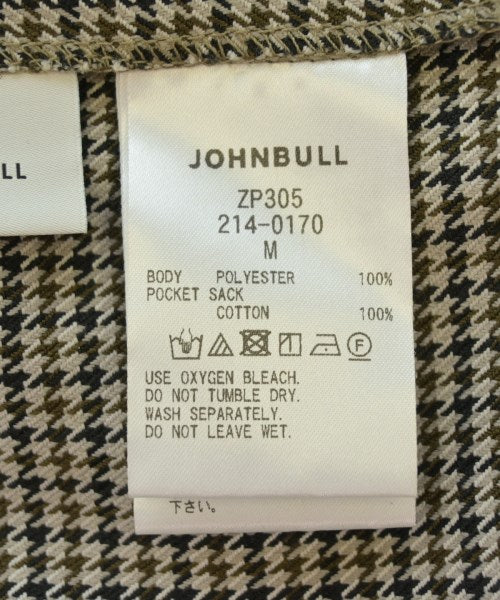 LL
JOHNBULL
ZP305
214-0170
M
BODY POLYESTER 100%
POCKET SACK
COTTON 100%
F
USE OXYGEN BLEACH.
DO NOT TUMBLE DRY.
WASH SEPARATELY.
DO NOT LEAVE WET.
下さい。